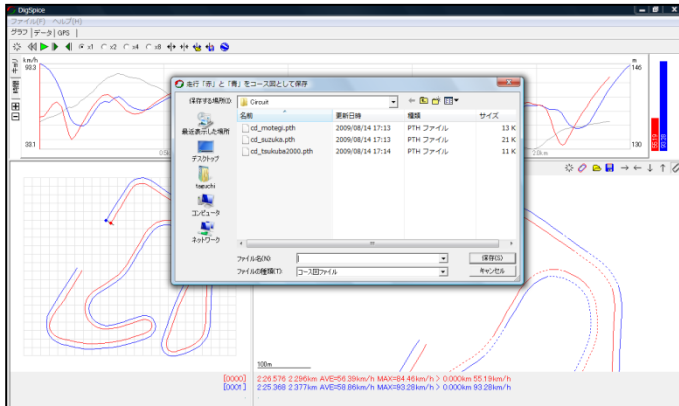 DigSpice
ファイル(F) ヘルプ(H)
グラフ データ GPS
x1 x2 x4 x8
km/h
93.3
33.1
m
146
130
55.19
93.28
0.5k
2.0km
走行「赤」と「青」をコース図として保存
保存する場所(I): Circuit
名前 更新日時 種類 サイズ
cd_motegi.pth 2009/08/14 17:13 PTH ファイル 13 K
cd_suzuka.pth 2009/08/14 17:13 PTH ファイル 21 K
cd_tsukuba2000.pth 2009/08/14 17:14 PTH ファイル 11 K
最近表示した場所
デスクトップ
taguchi
コンピュータ
ネットワーク
ファイル名(N): 保存(S)
ファイルの種類(T): コース図ファイル キャンセル
100m
[0000] 2:26.576 2.296km AVE=56.39km/h MAX=84.46km/h > 0.000km 55.19km/h
[0001] 2:25.368 2.377km AVE=58.86km/h MAX=93.28km/h > 0.000km 93.28km/h